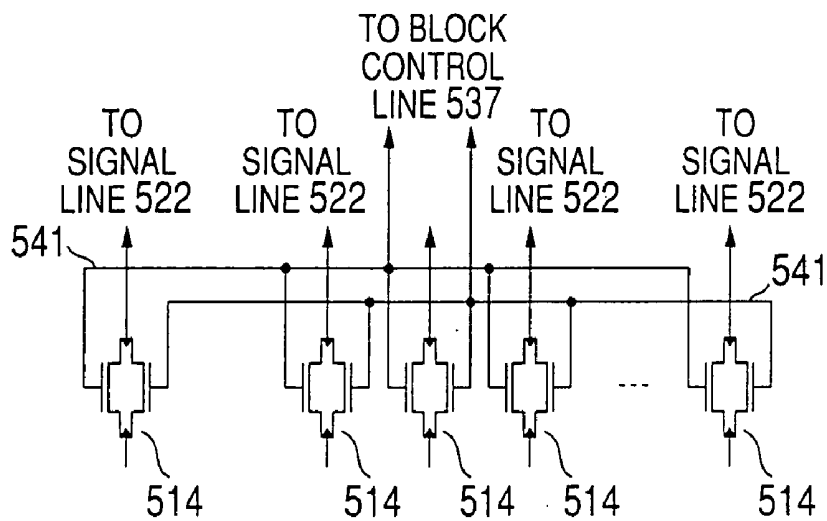 TO BLOCK
CONTROL
LINE 537
TO
SIGNAL
LINE 522
TO
SIGNAL
LINE 522
TO
SIGNAL
LINE 522
TO
SIGNAL
LINE 522
541
541
514
514
514
514
514